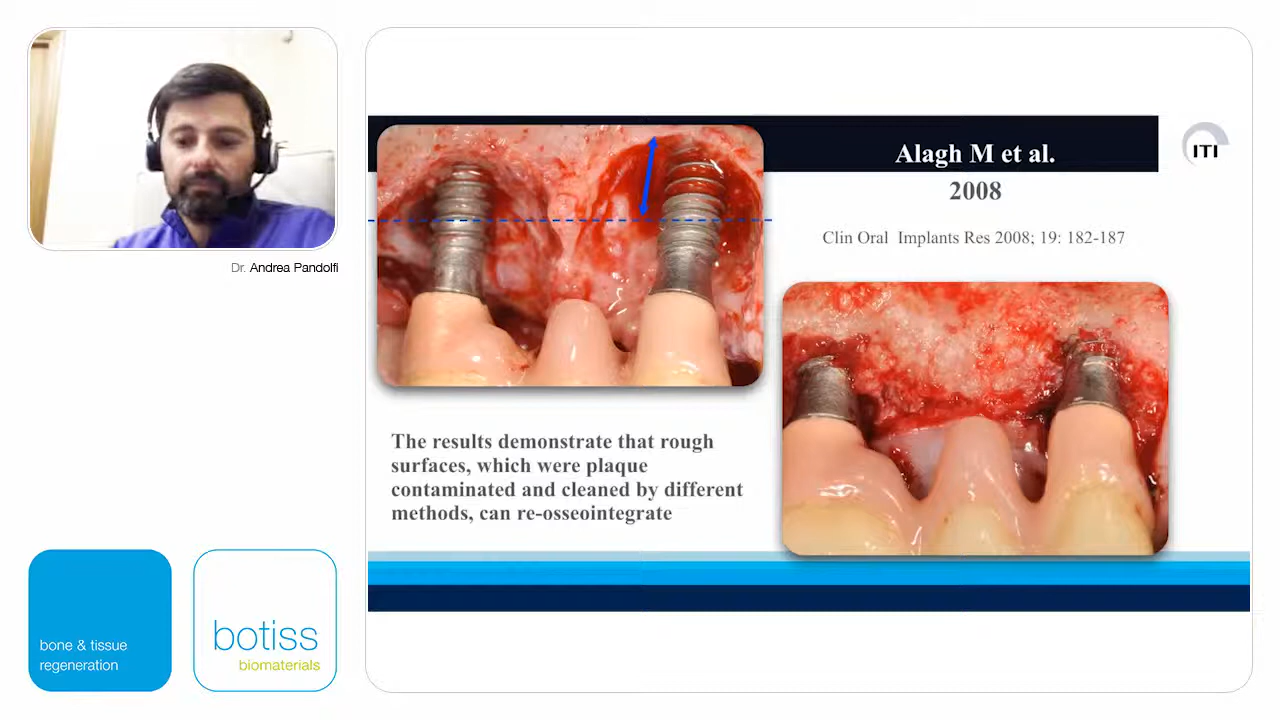 Dr. Andrea Pandolfi
bone & tissue
regeneration
botiss
biomaterials
Alagh M et al.
2008
ITI
Clin Oral Implants Res 2008; 19: 182-187
The results demonstrate that rough
surfaces, which were plaque
contaminated and cleaned by different
methods, can re-osseointegrate